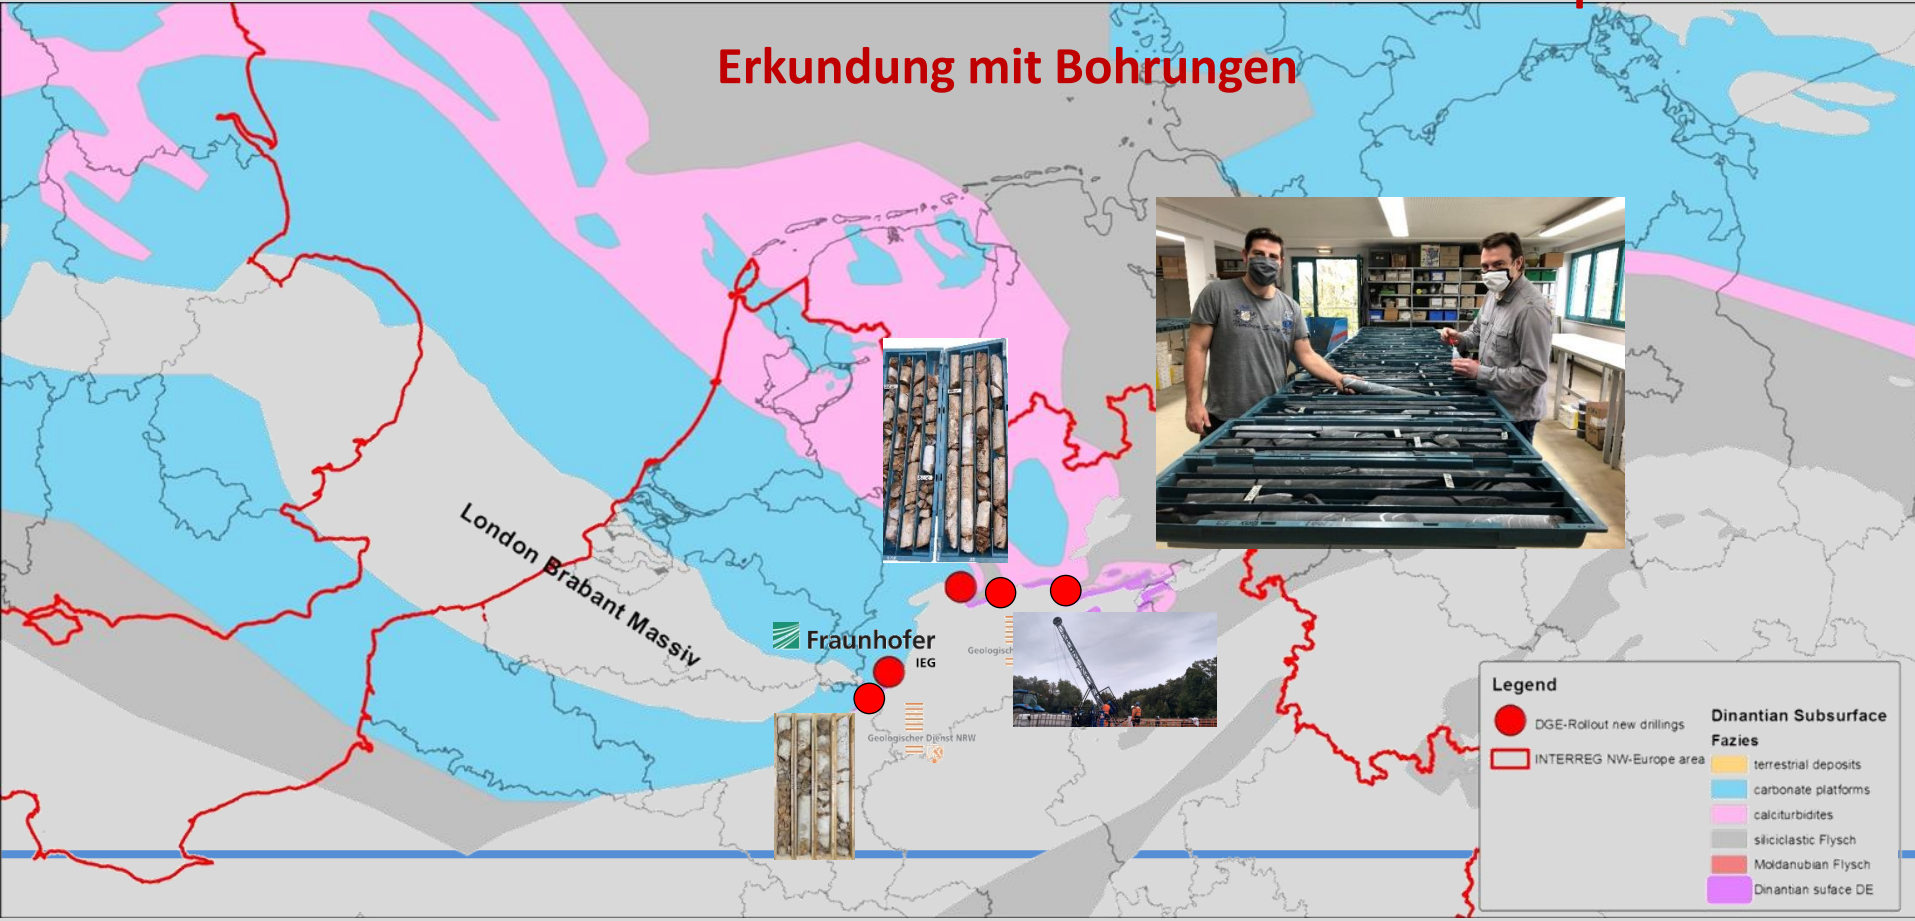 Erkundung mit Bohrungen
London Brabant Massiv
Fraunhofer
IEG
Geologisch
Geologischer Dienst NRW
Legend
DGE-Rollout new drillings
INTERREG NW-Europe area
Dinantian Subsurface
Fazies
terrestrial deposits
carbonate platforms
calciturbidites
siliciclastic Flysch
Moldanubian Flysch
Dinantian suface DE